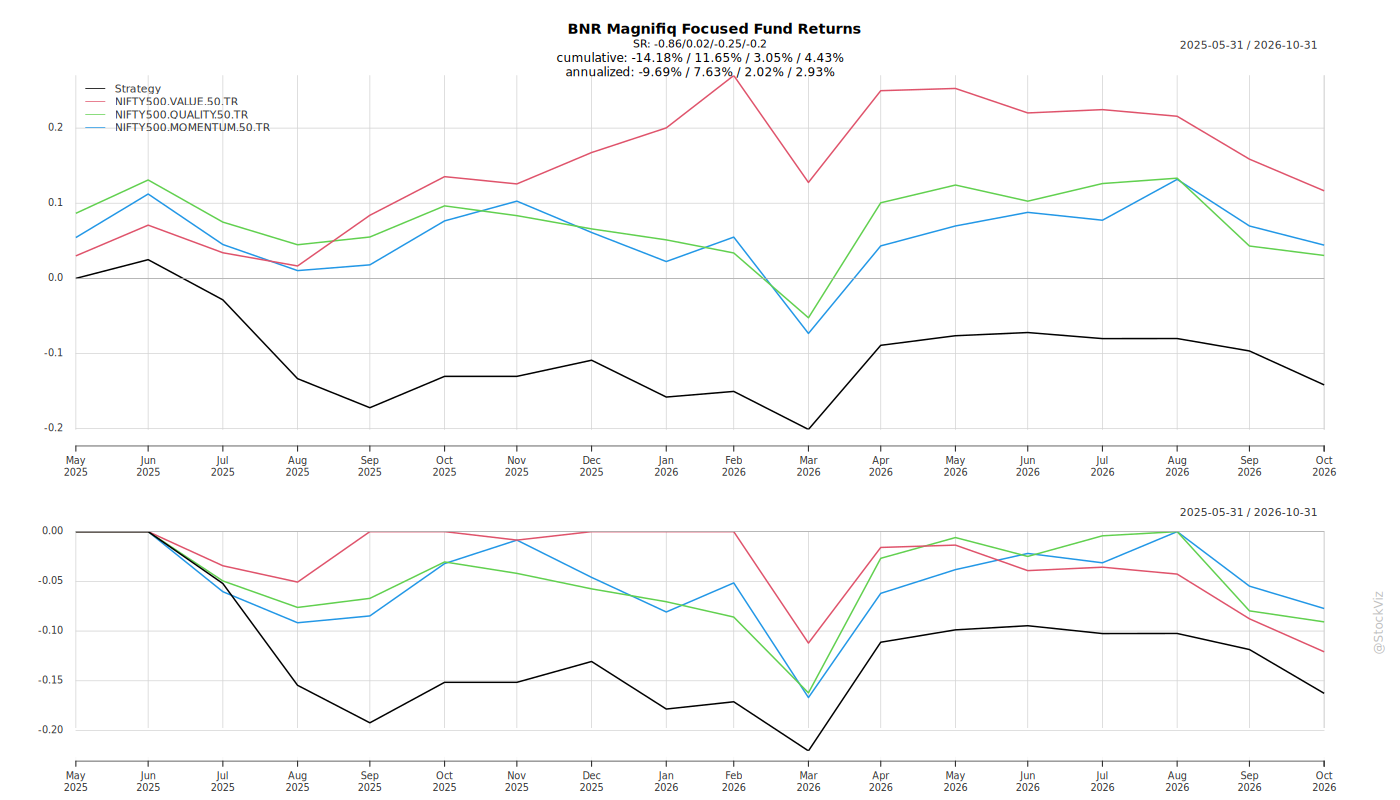 BNR Magnifiq Focused Fund Returns
SR: -0.86/0.02/-0.25/-0.2
cumulative: -14.18% / 11.65% / 3.05% / 4.43%
annualized: -9.69% / 7.63% / 2.02% / 2.93%
2025-05-31 / 2026-10-31
Strategy
NIFTY500.VALUE.50.TR
NIFTY500.QUALITY50.TR
NIFTY500.MOMENTUM.50.TR
0.2
0.1
0.0
-0.1
-0.2
May Jun Jul Aug Sep Oct Nov Dec Jan Feb Mar Apr May Jun Jul Aug Sep Oct
2025 2025 2025 2025 2025 2025 2025 2025 2026 2026 2026 2026 2026 2026 2026 2026 2026 2026
2025-05-31 / 2026-10-31
0.00
-0.05
-0.10
-0.15
-0.20
May Jun Jul Aug Sep Oct Nov Dec Jan Feb Mar Apr May Jun Jul Aug Sep Oct
2025 2025 2025 2025 2025 2025 2025 2025 2026 2026 2026 2026 2026 2026 2026 2026 2026 2026
@StockViz